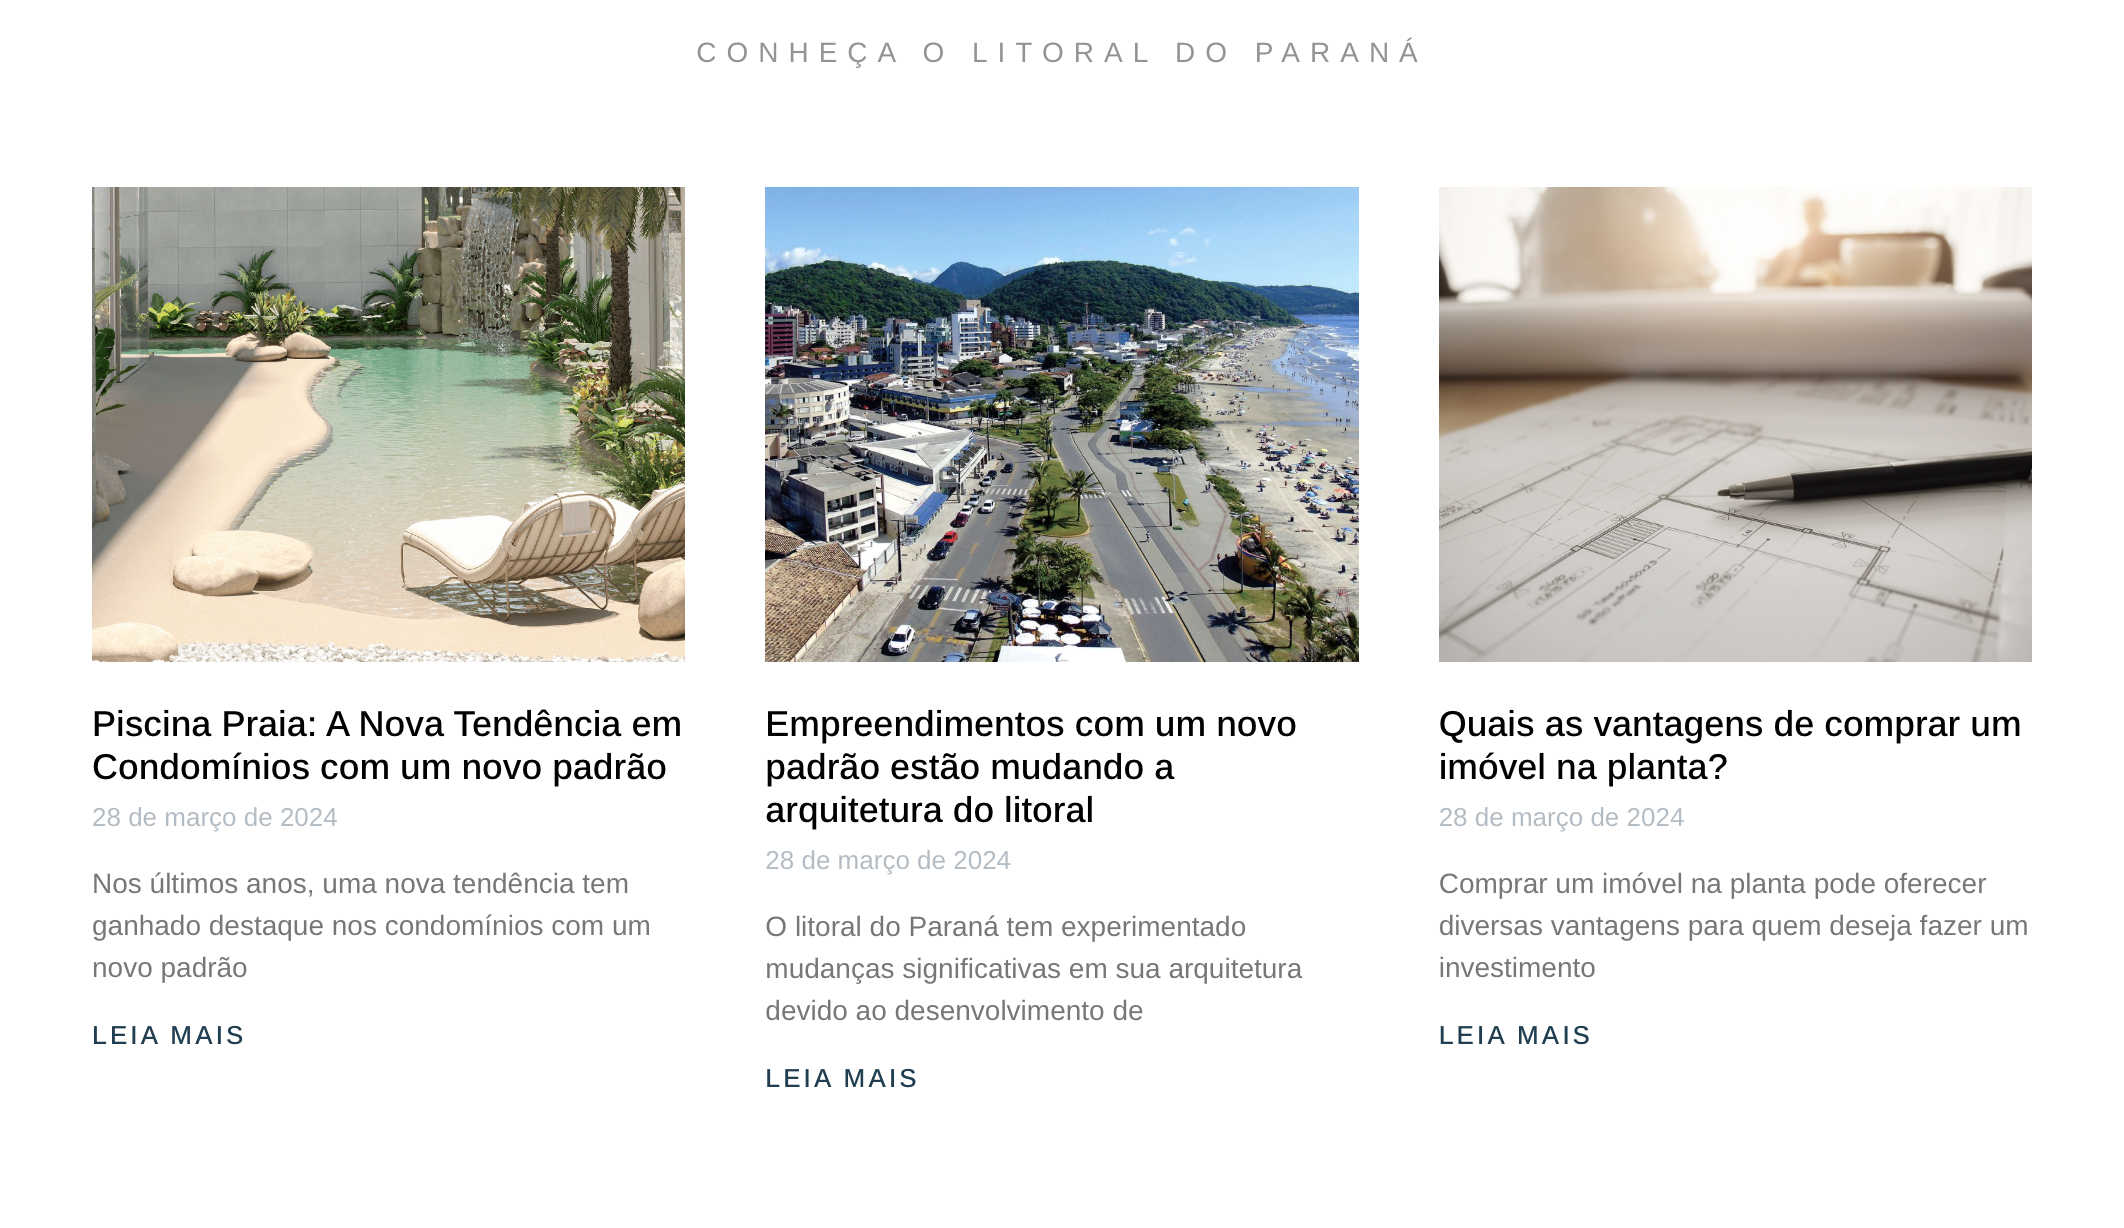 CONHEÇA O LITORAL DO PARANÁ
Piscina Praia: A Nova Tendência em
Condomínios com um novo padrão
28 de março de 2024
Nos últimos anos, uma nova tendência tem
ganhado destaque nos condomínios com um
novo padrão
LEIA MAIS
Empreendimentos com um novo
padrão estão mudando a
arquitetura do litoral
28 de março de 2024
O litoral do Paraná tem experimentado
mudanças significativas em sua arquitetura
devido ao desenvolvimento de
LEIA MAIS
Quais as vantagens de comprar um
imóvel na planta?
28 de março de 2024
Comprar um imóvel na planta pode oferecer
diversas vantagens para quem deseja fazer um
investimento
LEIA MAIS